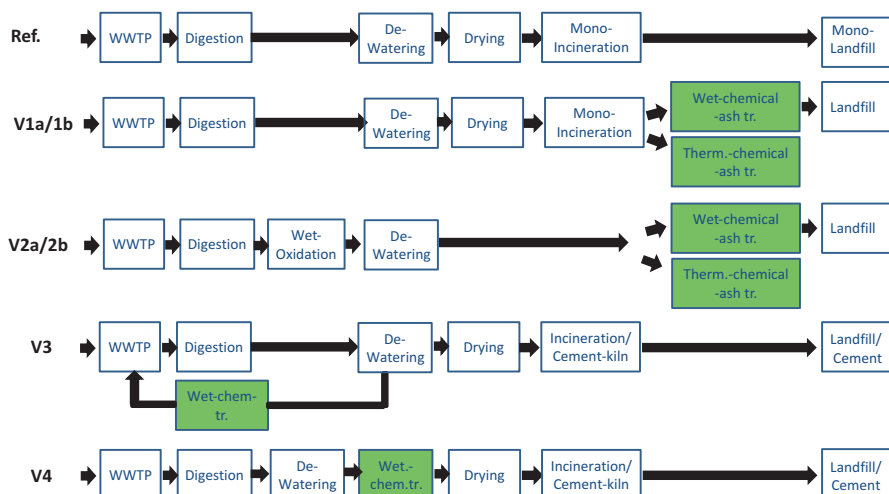 Ref.
WWTP
Digestion
De-
Watering
Drying
Mono-
Incineration
Mono-
Landfill
V1a/1b
WWTP
Digestion
De-
Watering
Drying
Mono-
Incineration
Wet-chemical
-ash tr.
Landfill
Therm.-chemical
-ash tr.
V2a/2b
WWTP
Digestion
Wet-
Oxidation
De-
Watering
Wet-chemical
-ash tr.
Landfill
Therm.-chemical
-ash tr.
V3
WWTP
Digestion
De-
Watering
Drying
Incineration/
Cement-kiln
Landfill/
Cement
Wet-chem-
tr.
V4
WWTP
Digestion
De-
Watering
Wet.-
chem.tr.
Drying
Incineration/
Cement-kiln
Landfill/
Cement